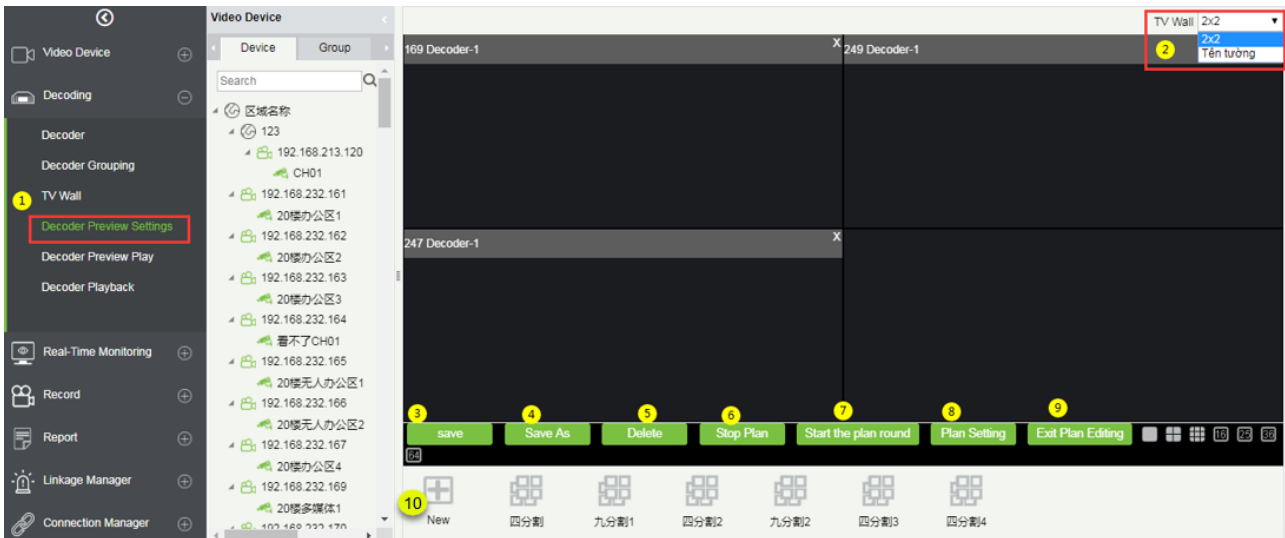 Video Device
Decoding
Decoder
Decoder Grouping
1
TV Wall
Decoder Preview Settings
Decoder Preview Play
Decoder Playback
Real-Time Monitoring
Record
Report
Linkage Manager
Connection Manager
Video Device
Device Group
Search
区域名称
123
192.168.213.120
CH01
192.168.232.161
20楼办公区1
192.168.232.162
20楼办公区2
192.168.232.163
20楼办公区3
192.168.232.164
看不了CH01
192.168.232.165
20楼无人办公区1
192.168.232.166
20楼无人办公区2
192.168.232.167
20楼办公区4
192.168.232.169
20楼多媒体1
192.168.232.170
TV Wall 2x2
2x2
2 Tên tường
169 Decoder-1 X 249 Decoder-1
247 Decoder-1 X
3 4 5 6 7 8 9
save Save As Delete Stop Plan Start the plan round Plan Setting Exit Plan Editing 16 25 36
64
10
New 四分割 九分割1 四分割2 九分割2 四分割3 四分割4